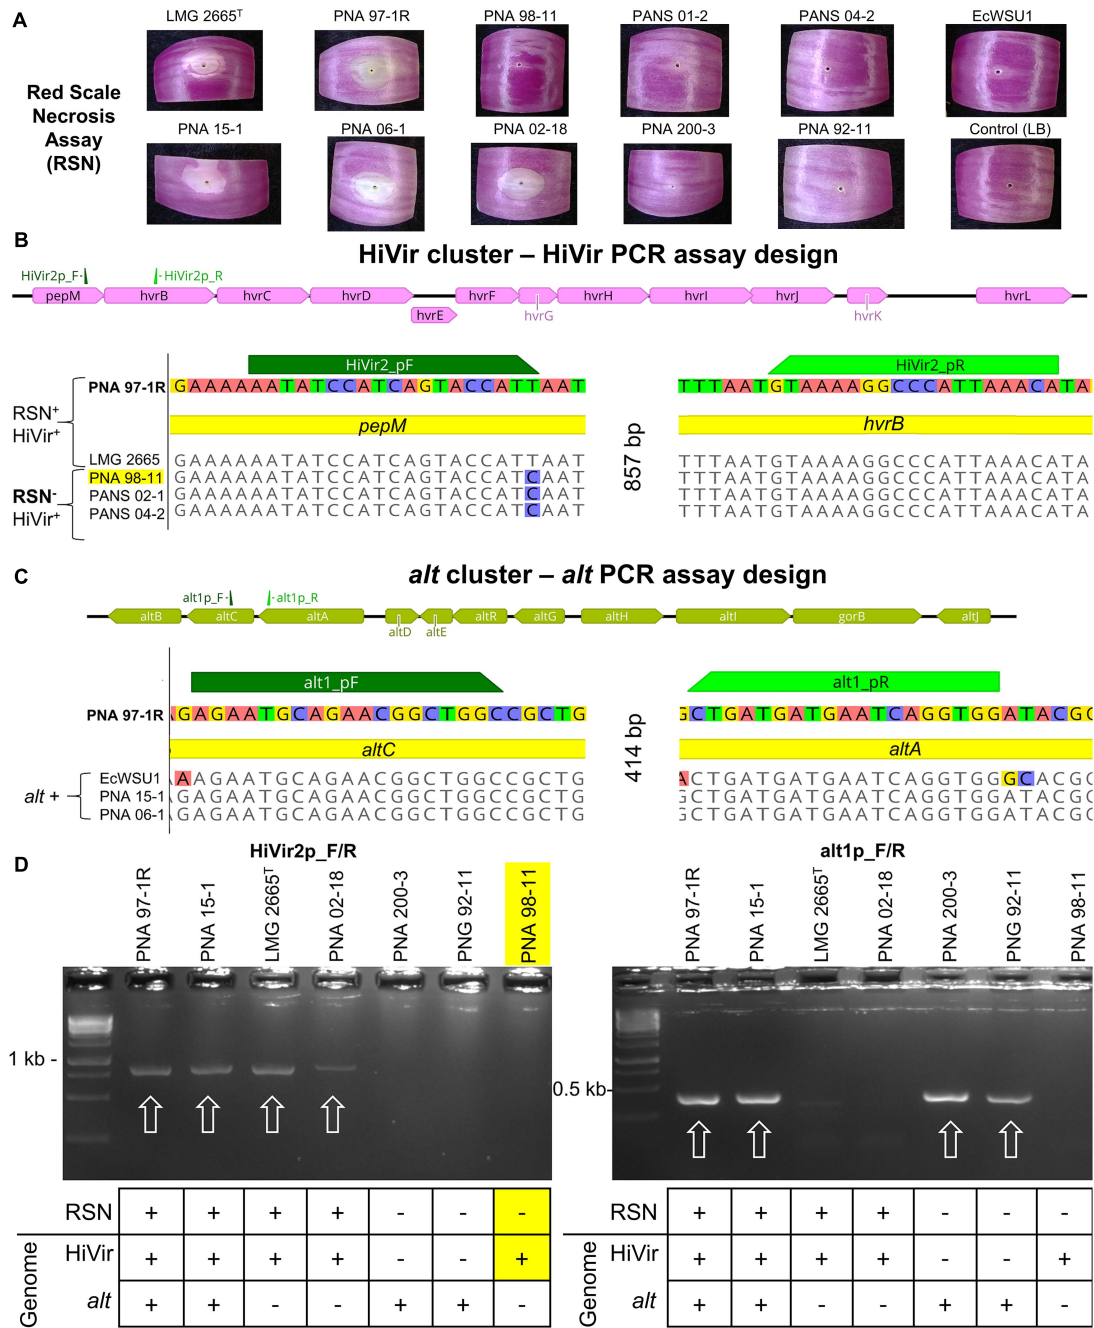 A
LMG 2665T
PNA 97-1R
PNA 98-11
PANS 01-2
PANS 04-2
EcWSU1
Red Scale
Necrosis
Assay
(RSN)
PNA 15-1
PNA 06-1
PNA 02-18
PNA 200-3
PNA 92-11
Control (LB)
B
HiVir cluster – HiVir PCR assay design
HiVir2p_F
HiVir2p_R
pepM
hvrB
hvrC
hvrD
hvrE
hvrF
hvrG
hvrH
hvrI
hvrJ
hvrK
hvrL
HiVir2_pF
HiVir2_pR
PNA 97-1R
GAAAAAATATCCATCAGTACCATTAAT
TTTAATGTAAAAGGCCCATTAAACATA
RSN+
HiVir+
pepM
857 bp
hvrB
LMG 2665
GAAAAAATATCCATCAGTACCATTAAT
TTTAATGTAAAAGGCCCATTAAACATA
PNA 98-11
GAAAAAATATCCATCAGTACCATCAAT
TTTAATGTAAAAGGCCCATTAAACATA
RSN-
HiVir+
PANS 02-1
GAAAAAATATCCATCAGTACCATCAAT
TTTAATGTAAAAGGCCCATTAAACATA
PANS 04-2
GAAAAAATATCCATCAGTACCATCAAT
TTTAATGTAAAAGGCCCATTAAACATA
C
alt cluster – alt PCR assay design
alt1p_F
alt1p_R
altB
altC
altA
altD
altE
altR
altG
altH
altI
gorB
altJ
alt1_pF
alt1_pR
PNA 97-1R
GAGAATGCAGAACGGCTGGCCGCTG
GCTGATGATGAATCAGGTGGATACGC
altC
414 bp
altA
alt +
EcWSU1
AAGAATGCAGAACGGCTGGCCGCTG
ACTGATGATGAATCAGGTGGGCACGC
PNA 15-1
GAGAATGCAGAACGGCTGGCCGCTG
GCTGATGATGAATCAGGTGGATACGC
PNA 06-1
GAGAATGCAGAACGGCTGGCCGCTG
GCTGATGATGAATCAGGTGGATACGC
D
HiVir2p_F/R
alt1p_F/R
PNA 97-1R
PNA 15-1
LMG 2665T
PNA 02-18
PNA 200-3
PNG 92-11
PNA 98-11
PNA 97-1R
PNA 15-1
LMG 2665T
PNA 02-18
PNA 200-3
PNG 92-11
PNA 98-11
1 kb -
0.5 kb-
RSN + + + + - - -
Genome
HiVir + + + + - - +
alt + + - - + + -
RSN + + + + - - -
Genome
HiVir + + + + - - +
alt + + - - + + -